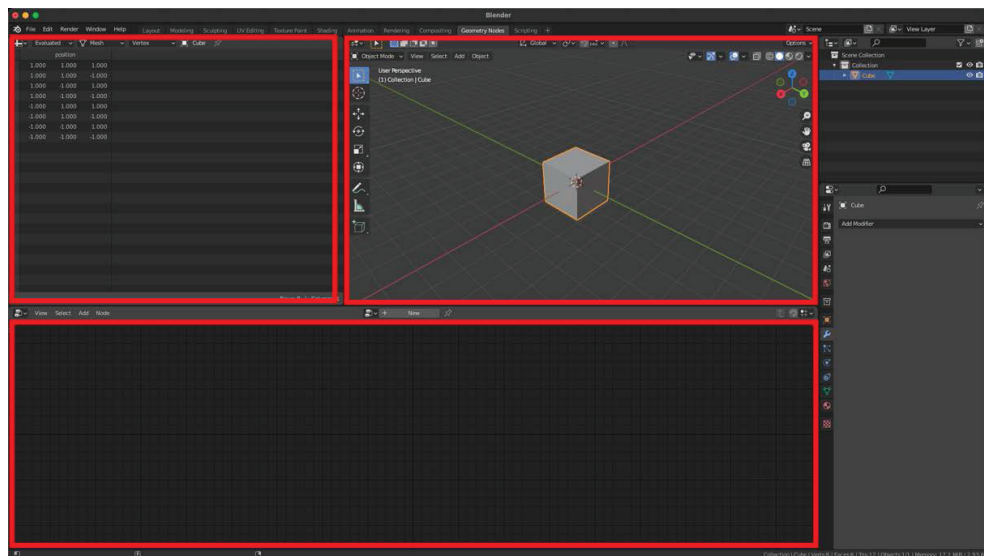 Blender
File Edit Render Window Help Layout Modeling Sculpting UV Editing Texture Paint Shading Animation Rendering Compositing Geometry Nodes Scripting + Scene View Layer
Evaluated Mesh Vertex Cube
Global Options
position
Object Mode View Select Add Object
1.000 1.000 1.000
1.000 1.000 -1.000
1.000 -1.000 1.000
1.000 -1.000 -1.000
-1.000 1.000 1.000
-1.000 1.000 -1.000
-1.000 -1.000 1.000
-1.000 -1.000 -1.000
User Perspective
(1) Collection | Cube
Scene Collection
Collection
Cube
Cube
Add Modifier
View Select Add Node
New